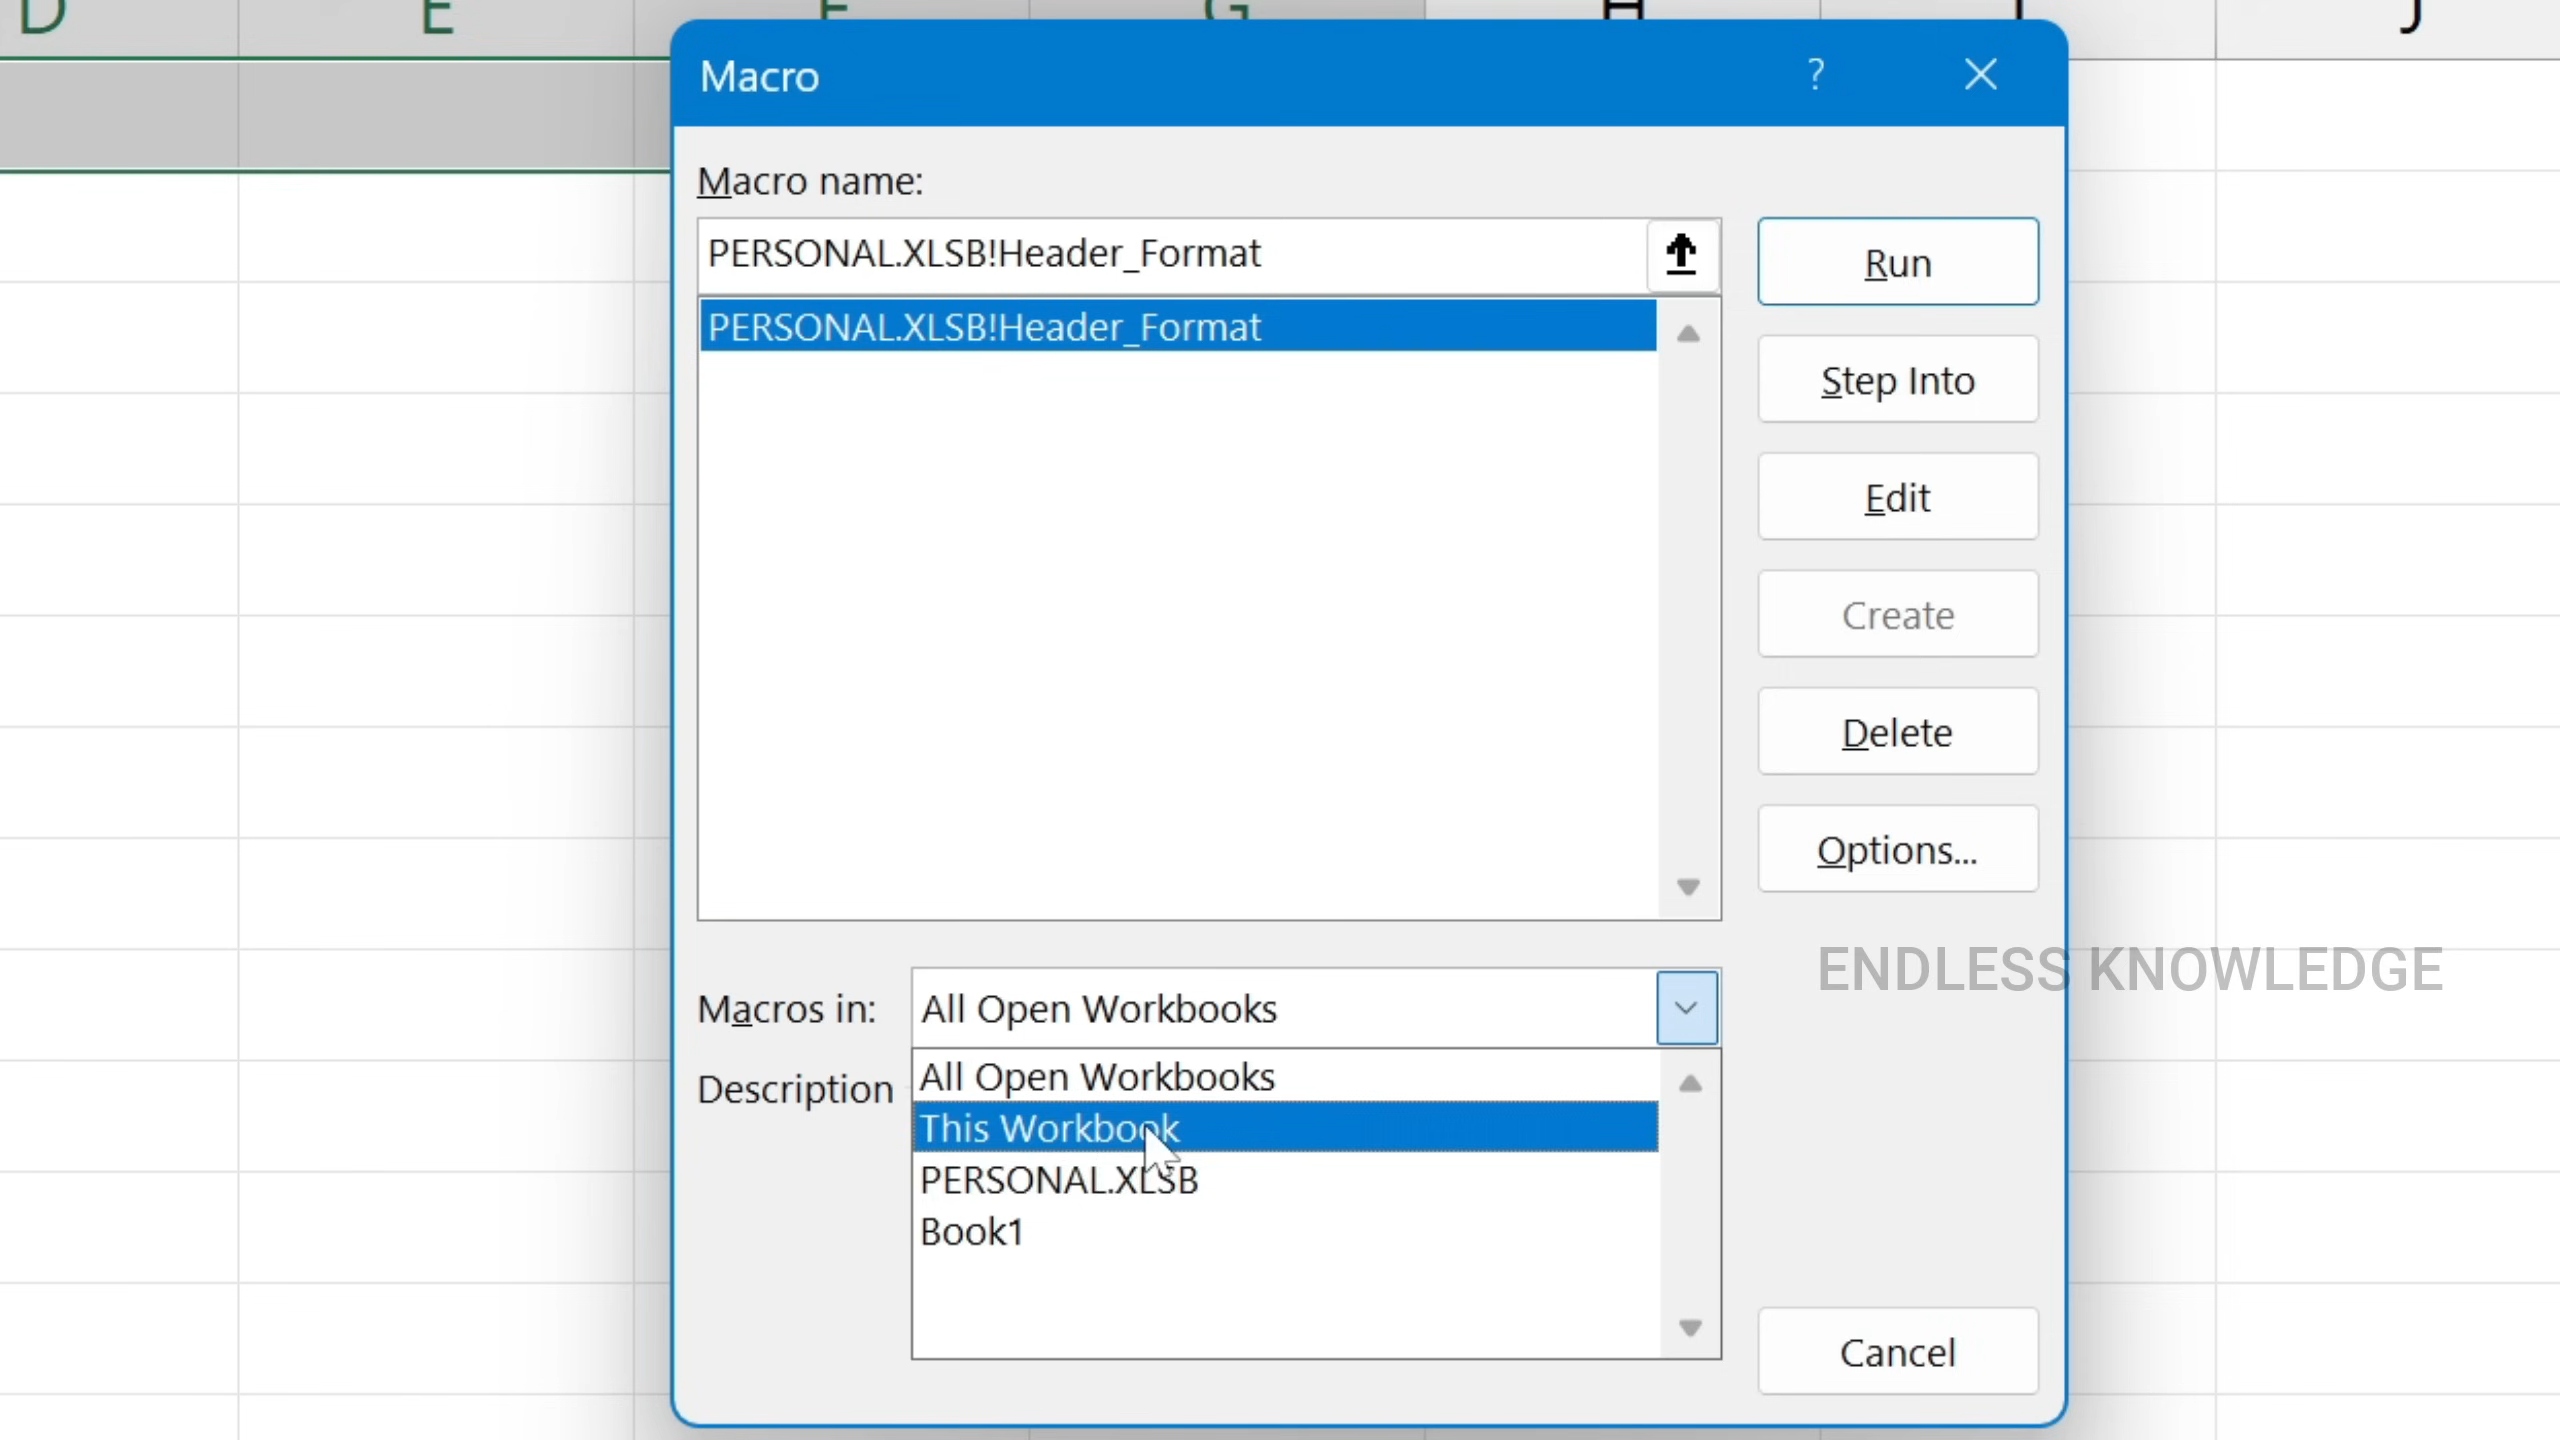 D E F G H I J
Macro ?
Macro name:
PERSONAL.XLSB!Header_Format
PERSONAL.XLSB!Header_Format
Run
Step Into
Edit
Create
Delete
Options...
ENDLESS KNOWLEDGE
Macros in: All Open Workbooks
Description
All Open Workbooks
This Workbook
PERSONAL.XLSB
Book1
Cancel